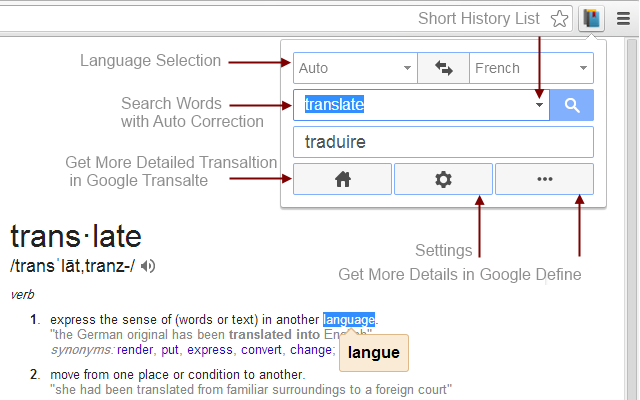 Short History List
Language Selection
Auto
French
Search Words
with Auto Correction
translate
traduire
Get More Detailed Transaltion
in Google Transalte
Settings
Get More Details in Google Define
trans·late
/transˈlāt,tranz-/
verb
1. express the sense of (words or text) in another language.
"the German original has been translated into English"
synonyms: render, put, express, convert, change;
langue
2. move from one place or condition to another.
"she had been translated from familiar surroundings to a foreign court"